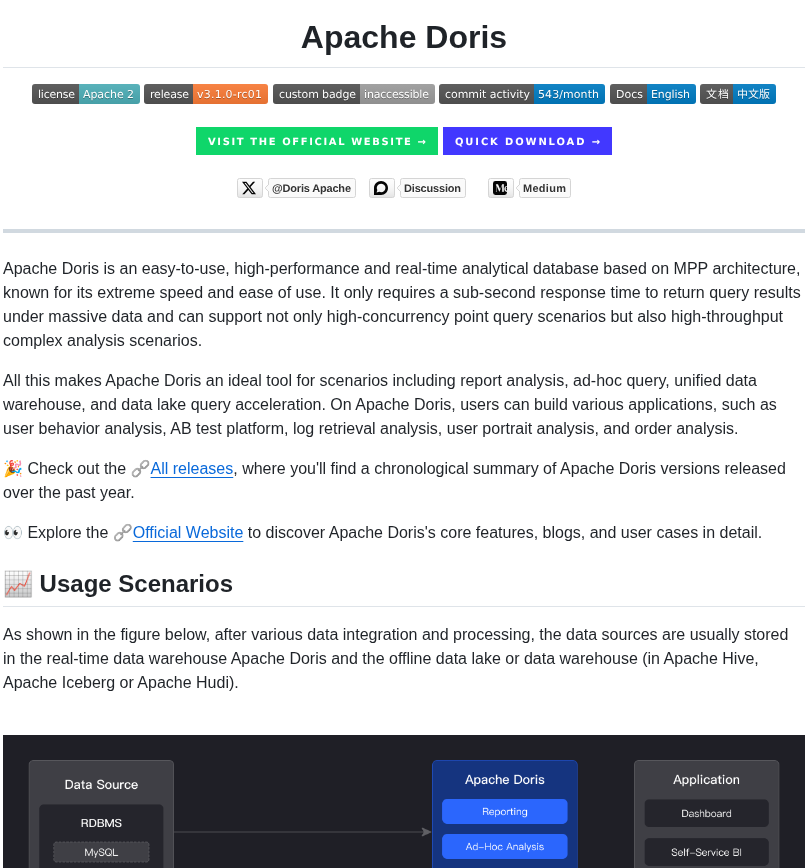 Apache Doris
license Apache 2 release v3.1.0-rc01 custom badge inaccessible commit activity 543/month Docs English 文档 中文版
VISIT THE OFFICIAL WEBSITE → QUICK DOWNLOAD →
@Doris Apache Discussion Medium
Apache Doris is an easy-to-use, high-performance and real-time analytical database based on MPP architecture,
known for its extreme speed and ease of use. It only requires a sub-second response time to return query results
under massive data and can support not only high-concurrency point query scenarios but also high-throughput
complex analysis scenarios.
All this makes Apache Doris an ideal tool for scenarios including report analysis, ad-hoc query, unified data
warehouse, and data lake query acceleration. On Apache Doris, users can build various applications, such as
user behavior analysis, AB test platform, log retrieval analysis, user portrait analysis, and order analysis.
🎉 Check out the 🔗All releases, where you'll find a chronological summary of Apache Doris versions released
over the past year.
👀 Explore the 🔗Official Website to discover Apache Doris's core features, blogs, and user cases in detail.
📈 Usage Scenarios
As shown in the figure below, after various data integration and processing, the data sources are usually stored
in the real-time data warehouse Apache Doris and the offline data lake or data warehouse (in Apache Hive,
Apache Iceberg or Apache Hudi).
Data Source
RDBMS
MySQL
Apache Doris
Reporting
Ad-Hoc Analysis
Application
Dashboard
Self-Service BI